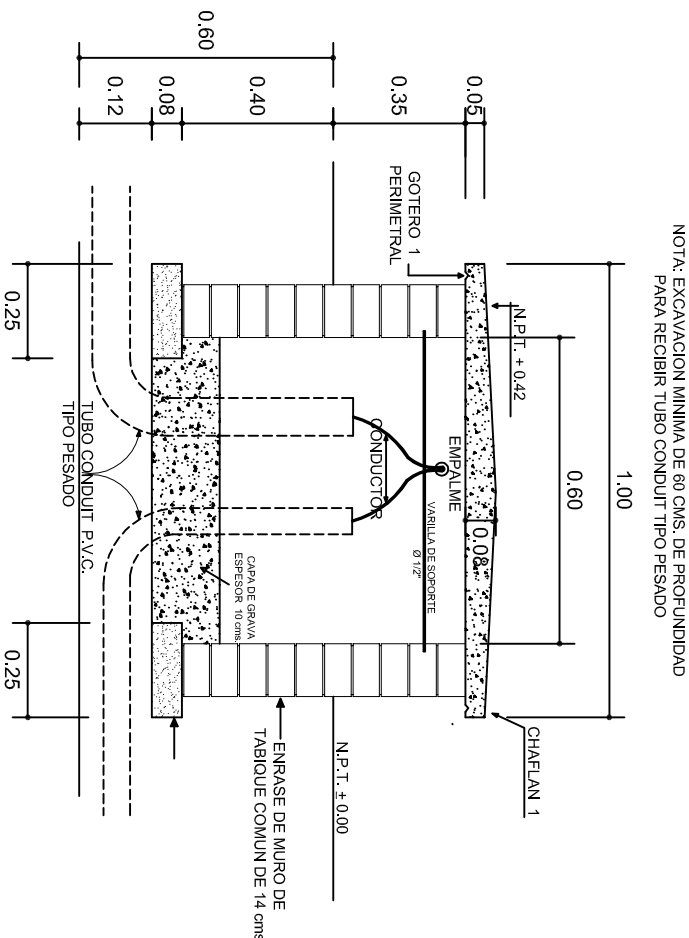 NOTA: EXCAVACION MINIMA DE 60 CMS. DE PROFUNDIDAD
PARA RECIBIR TUBO CONDUIT TIPO PESADO
1.00
0.60
CHAFLAN 1
N.P.T. + 0.42
0.08
GOTERO 1
PERIMETRAL
EMPALME
VARILLA DE SOPORTE
Ø 1/2"
CONDUCTOR
N.P.T. ± 0.00
ENRASE DE MURO DE
TABIQUE COMUN DE 14 cms
CAPA DE GRAVA
ESPESOR 10 cms.
TUBO CONDUIT P.V.C.
TIPO PESADO
0.05
0.35
0.40
0.08
0.12
0.60
0.25
0.25